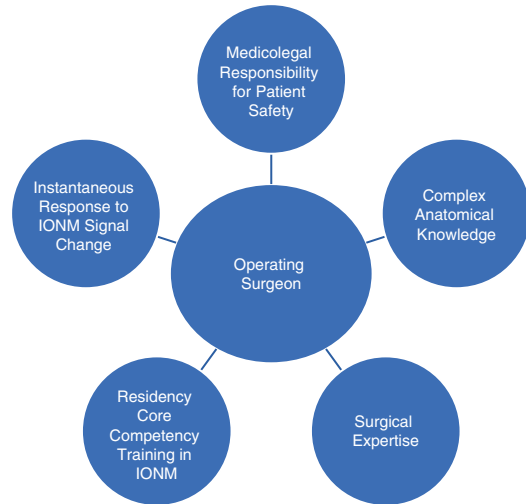 Medicolegal
Responsibility
for Patient
Safety
Instantaneous
Response to
IONM Signal
Change
Complex
Anatomical
Knowledge
Operating
Surgeon
Residency
Core
Competency
Training in
IONM
Surgical
Expertise